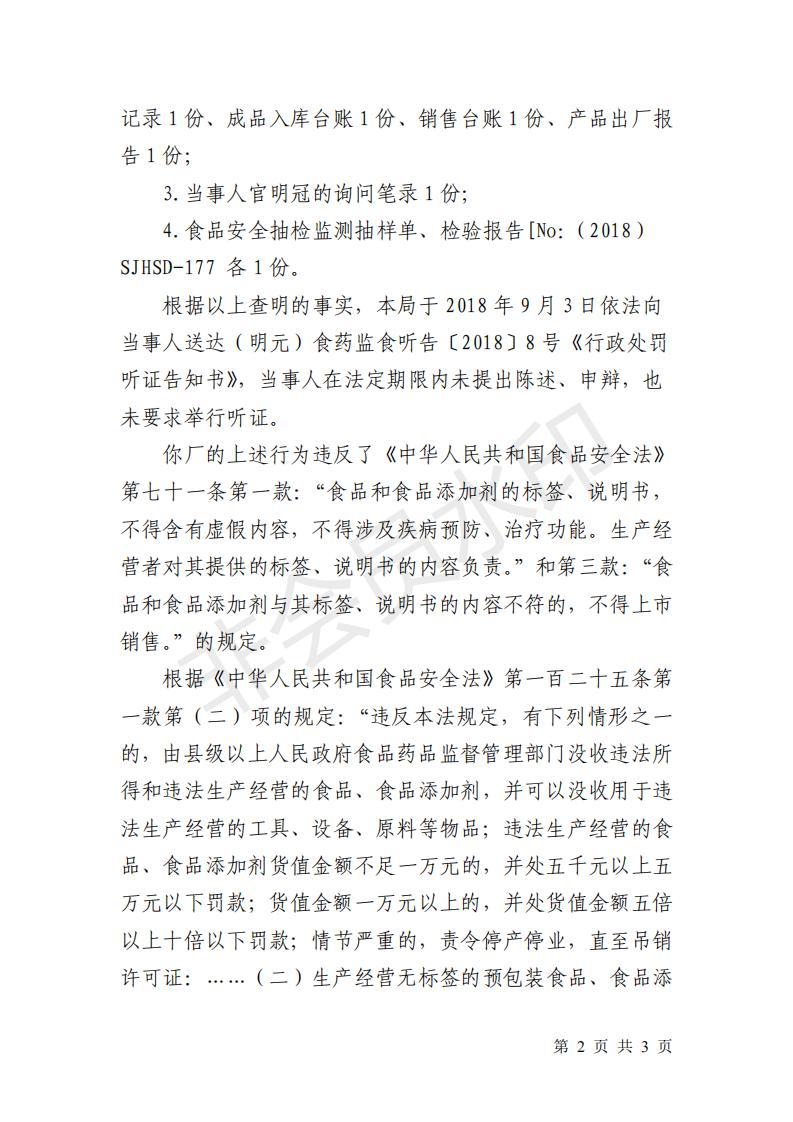 记录 1 份、成品入库台账 1 份、销售台账 1 份、产品出厂报
告 1 份；
3. 当事人官明冠的询问笔录 1 份；
4. 食品安全抽检监测抽样单、检验报告[No:（2018）
SJHSD-177 各 1 份。
根据以上查明的事实，本局于 2018 年 9 月 3 日依法向
当事人送达（明元）食药监食听告〔2018〕8 号《行政处罚
听证告知书》，当事人在法定期限内未提出陈述、申辩，也
未要求举行听证。
你厂的上述行为违反了《中华人民共和国食品安全法》
第七十一条第一款：“食品和食品添加剂的标签、说明书，
不得含有虚假内容，不得涉及疾病预防、治疗功能。生产经
营者对其提供的标签、说明书的内容负责。”和第三款：“食
品和食品添加剂与其标签、说明书的内容不符的，不得上市
销售。”的规定。
根据《中华人民共和国食品安全法》第一百二十五条第
一款第（二）项的规定：“违反本法规定，有下列情形之一
的，由县级以上人民政府食品药品监督管理部门没收违法所
得和违法生产经营的食品、食品添加剂，并可以没收用于违
法生产经营的工具、设备、原料等物品；违法生产经营的食
品、食品添加剂货值金额不足一万元的，并处五千元以上五
万元以下罚款；货值金额一万元以上的，并处货值金额五倍
以上十倍以下罚款；情节严重的，责令停产停业，直至吊销
许可证：……（二）生产经营无标签的预包装食品、食品添
第 2 页 共 3 页
非会员水印